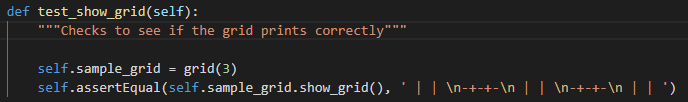 def test_show_grid(self):
    """Checks to see if the grid prints correctly"""
    self.sample_grid = grid(3)
    self.assertEqual(self.sample_grid.show_grid(), ' | | \n-+-+-\n | | \n-+-+-\n | | ')